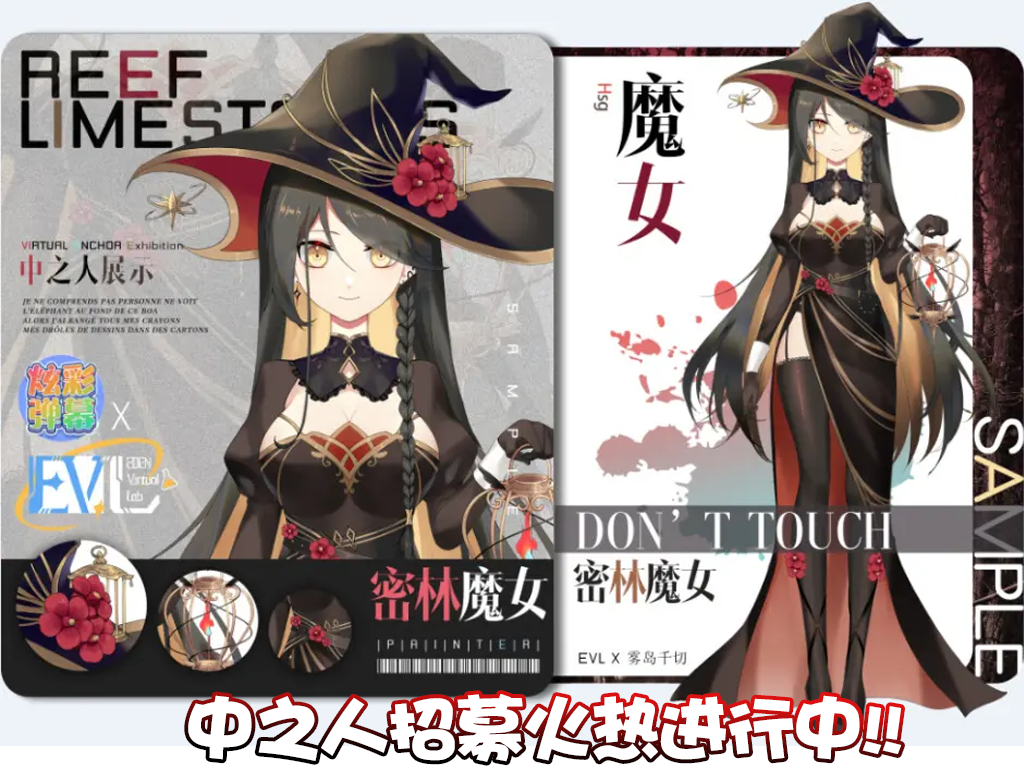 REEF
LIMEST
VIRTUAL ANCHOR Exhibition
中之人展示
JE NE COMPRENDS PAS PERSONNE NE VOIT
L'ELÉPHANT AU FOND DE CE BOA
ALORS J'AI RANGÉ TOUS MES CRAYONS
MES DRÔLES DE DESSINS DANS DES CARTONS
炫彩
弹幕
X
EVL
Virtual
Lab
SAMPLE
密林魔女
|P|R|I|N|T|E|R|
Hsg
魔女
DON'T TOUCH
密林魔女
EVL X 雾岛千切
SAMPLE
中之人招募火热进行中!!